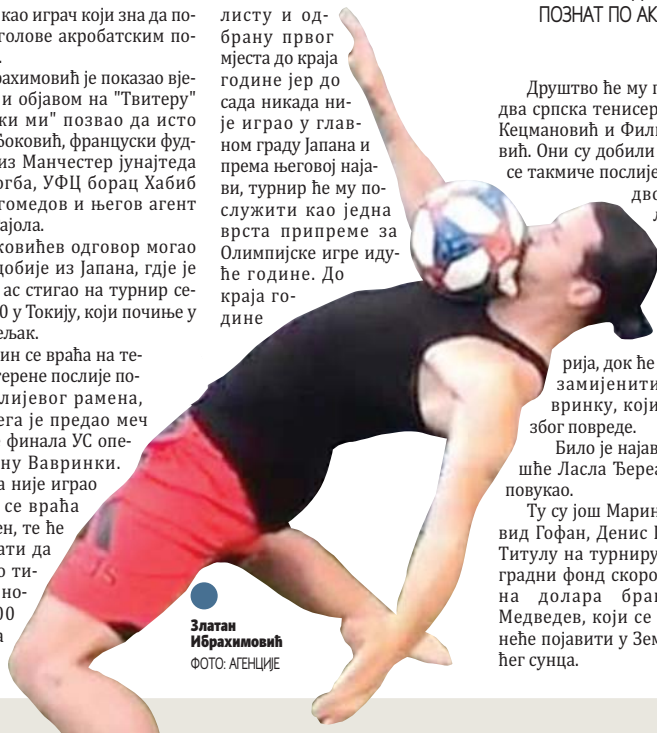 као играч који зна да по-
голове акробатским по-
рахимовић је показао вје-
и објавом на "Твитеру"
ки ми" позвао да исто
Ђоковић, француски фуд-
из Манчестер јунајтеда
огба, УФЦ борац Хабиб
гомедов и његов агент
ајола.
ковићев одговор могао
добије из Јапана, гдје је
ас стигао на турнир се-
0 у Токију, који почиње у
ељак.
ин се враћа на те-
терене послије по-
лијевог рамена,
ега је предао меч
финала УС опе-
ну Вавринки.
а није играо
се враћа
ен, те ће
ати да
о ти-
но-
00
а
листу и од-
брану првог
мјеста до краја
године јер до
сада никада ни-
је играо у глав-
ном граду Јапана и
према његовој наја-
ви, турнир ће му по-
служити као једна
врста припреме за
Олимпијске игре иду-
ће године. До
краја го-
дине
Златан
Ибрахимовић
ФОТО: АГЕНЦИЈЕ
ПОЗНАТ ПО АК
Друштво ће му п
два српска тенисер
Кецмановић и Фили
вић. Они су добили
се такмиче послије
дво
рија, док ће
замијенити
вринку, који
због повреде.
Било је најав
шће Ласла Ђереа
повукао.
Ту су још Марин
вид Гофан, Денис
Титулу на турниру
градни фонд скоро
на долара бран
Медведев, који се
неће појавити у Зем
ћег сунца.